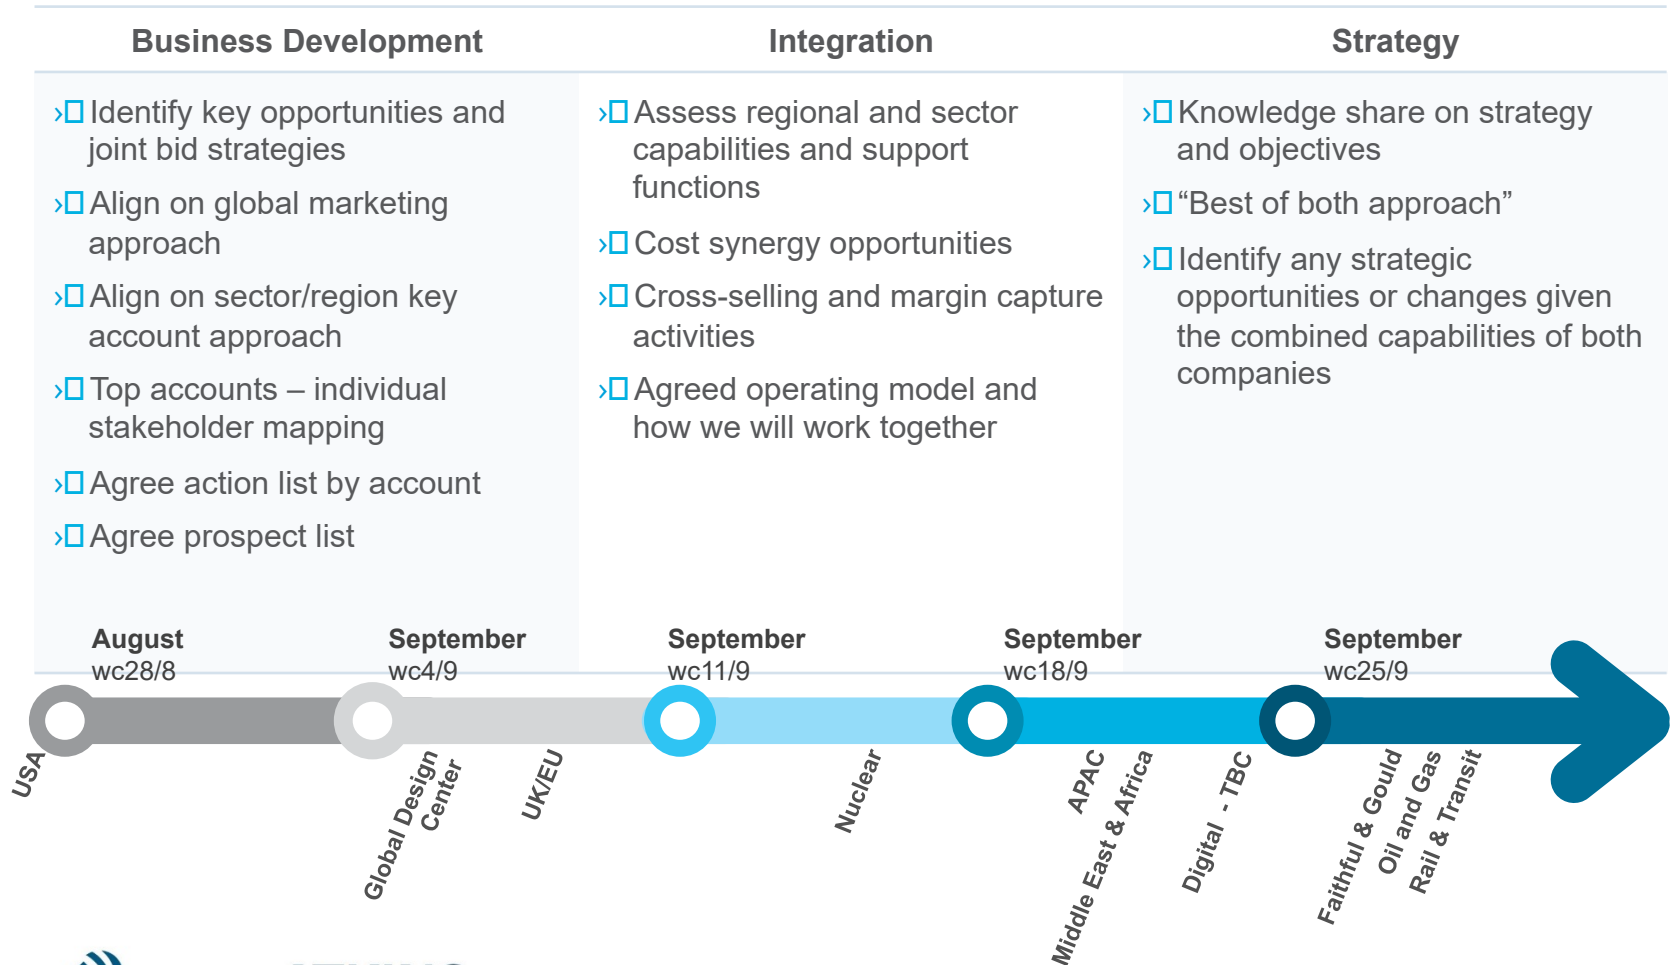 Business Development
Integration
Strategy
›□ Identify key opportunities and
joint bid strategies
›□ Align on global marketing
approach
›□ Align on sector/region key
account approach
›□ Top accounts – individual
stakeholder mapping
›□ Agree action list by account
›□ Agree prospect list
›□ Assess regional and sector
capabilities and support
functions
›□ Cost synergy opportunities
›□ Cross-selling and margin capture
activities
›□ Agreed operating model and
how we will work together
›□ Knowledge share on strategy
and objectives
›□ “Best of both approach”
›□ Identify any strategic
opportunities or changes given
the combined capabilities of both
companies
August
wc28/8
September
wc4/9
September
wc11/9
September
wc18/9
September
wc25/9
USA
Global Design
Center
UK/EU
Nuclear
APAC
Middle East & Africa
Digital - TBC
Faithful & Gould
Oil and Gas
Rail & Transit